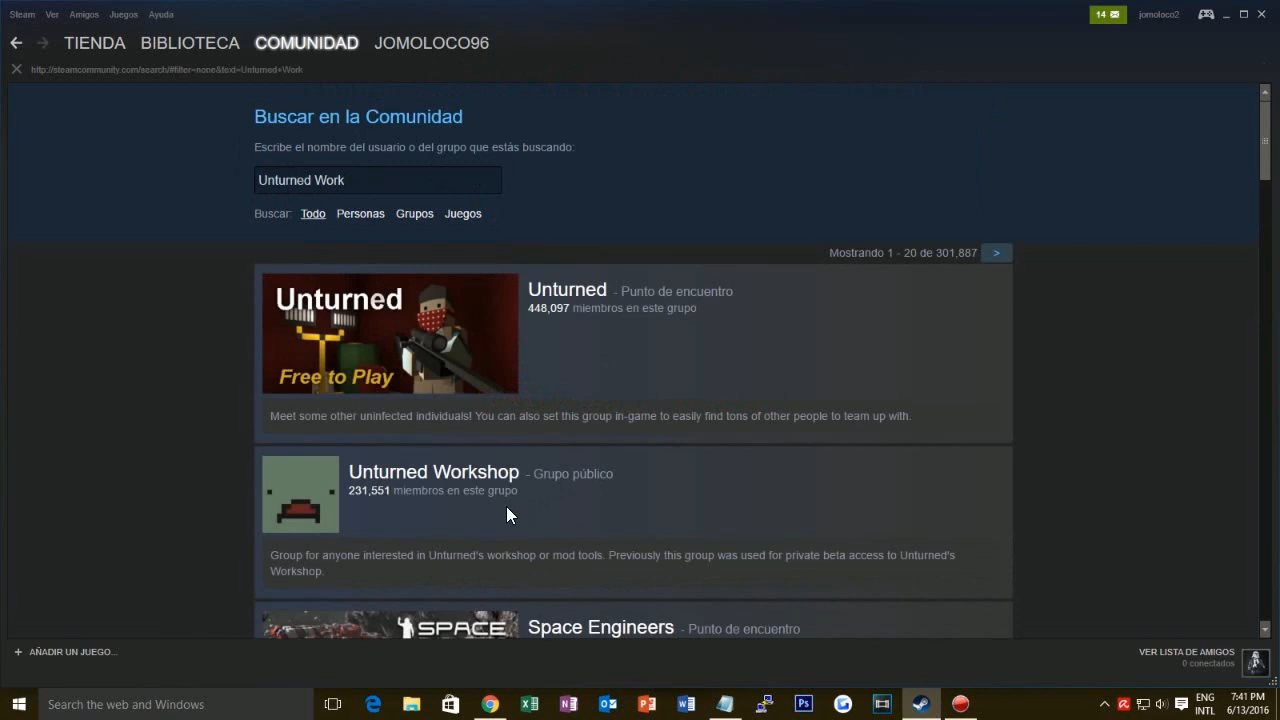 Steam Ver Amigos Juegos Ayuda
14
jomoloco2
TIENDA BIBLIOTECA COMUNIDAD JOMOLOCO96
http://steamcommunity.com/search/#filter=none&text=Unturned+Work
Buscar en la Comunidad
Escribe el nombre del usuario o del grupo que estás buscando:
Unturned Work
Buscar: Todo Personas Grupos Juegos
Mostrando 1 - 20 de 301,887 >
Unturned
Free to Play
Unturned - Punto de encuentro
448,097 miembros en este grupo
Meet some other uninfected individuals! You can also set this group in-game to easily find tons of other people to team up with.
Unturned Workshop - Grupo público
231,551 miembros en este grupo
Group for anyone interested in Unturned's workshop or mod tools. Previously this group was used for private beta access to Unturned's
Workshop.
SPACE
Space Engineers - Punto de encuentro
+ AÑADIR UN JUEGO...
VER LISTA DE AMIGOS
0 conectados
Search the web and Windows
ENG
INTL
7:41 PM
6/13/2016